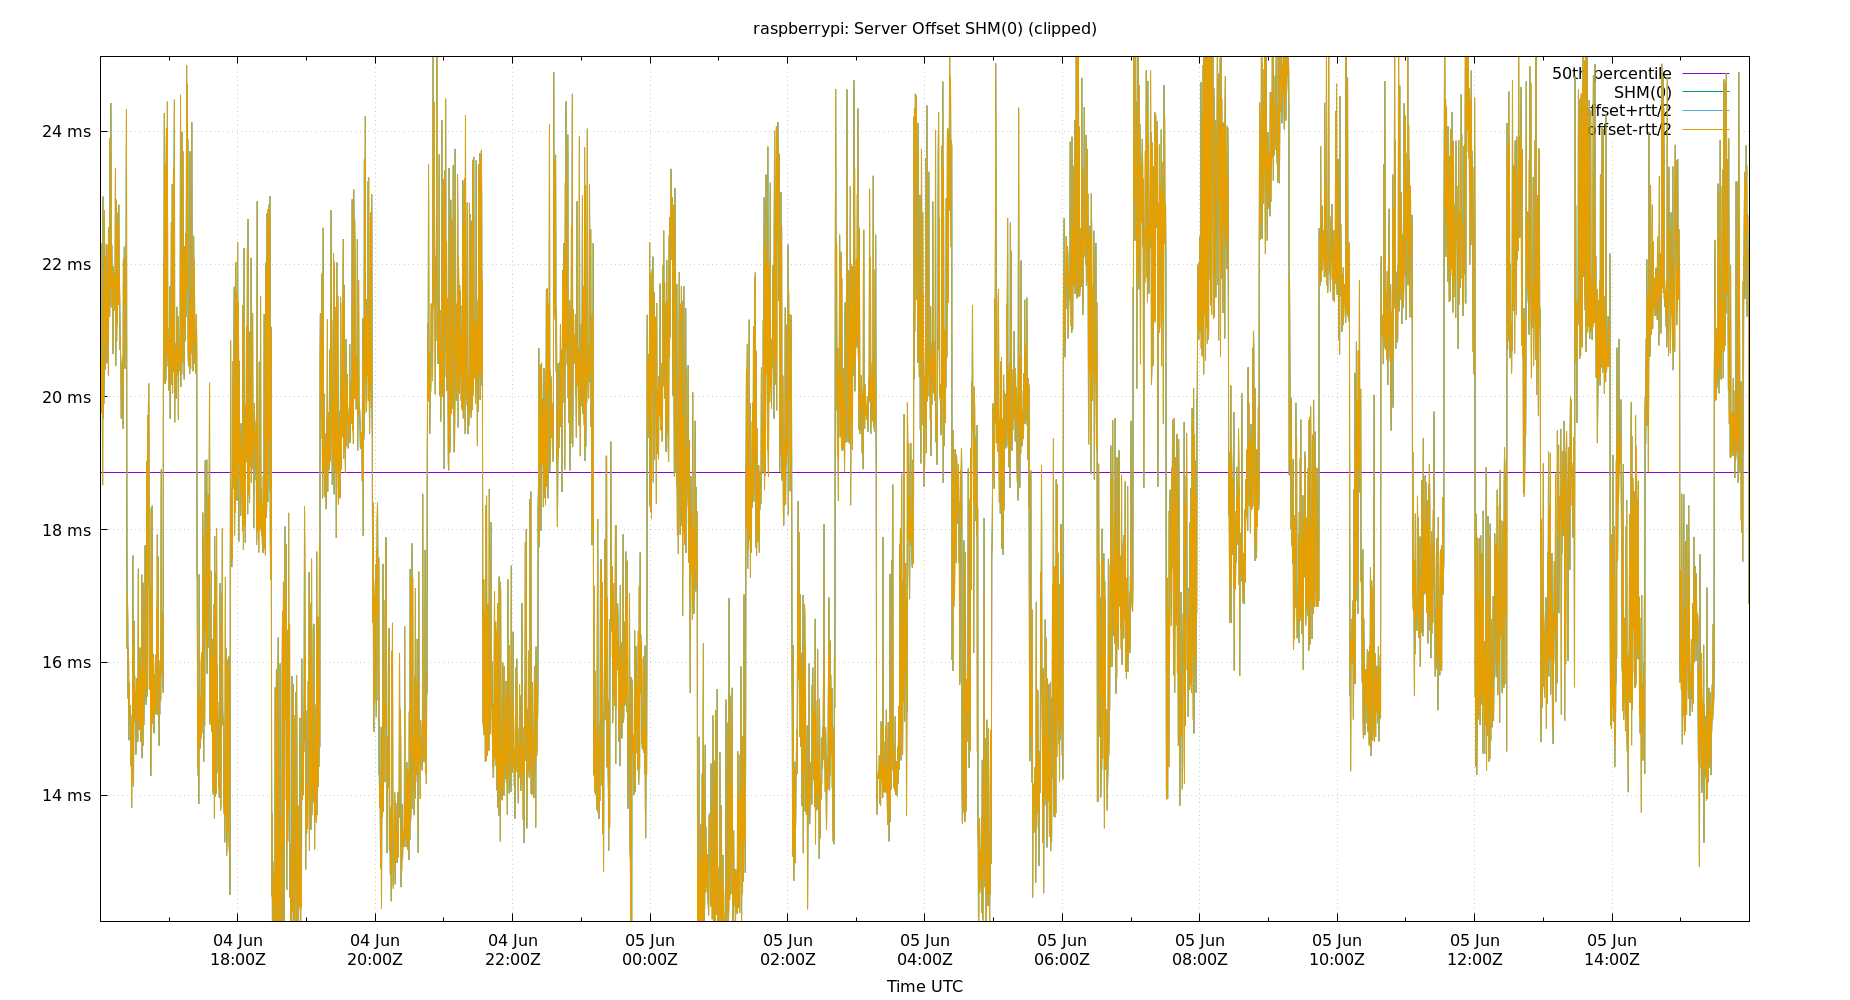 raspberrypi: Server Offset SHM(0) (clipped)
50th percentile
SHM(0)
offset+rtt/2
offset-rtt/2
24 ms
22 ms
20 ms
18 ms
16 ms
14 ms
04 Jun 04 Jun 04 Jun 05 Jun 05 Jun 05 Jun 05 Jun 05 Jun 05 Jun 05 Jun 05 Jun
18:00Z 20:00Z 22:00Z 00:00Z 02:00Z 04:00Z 06:00Z 08:00Z 10:00Z 12:00Z 14:00Z
Time UTC